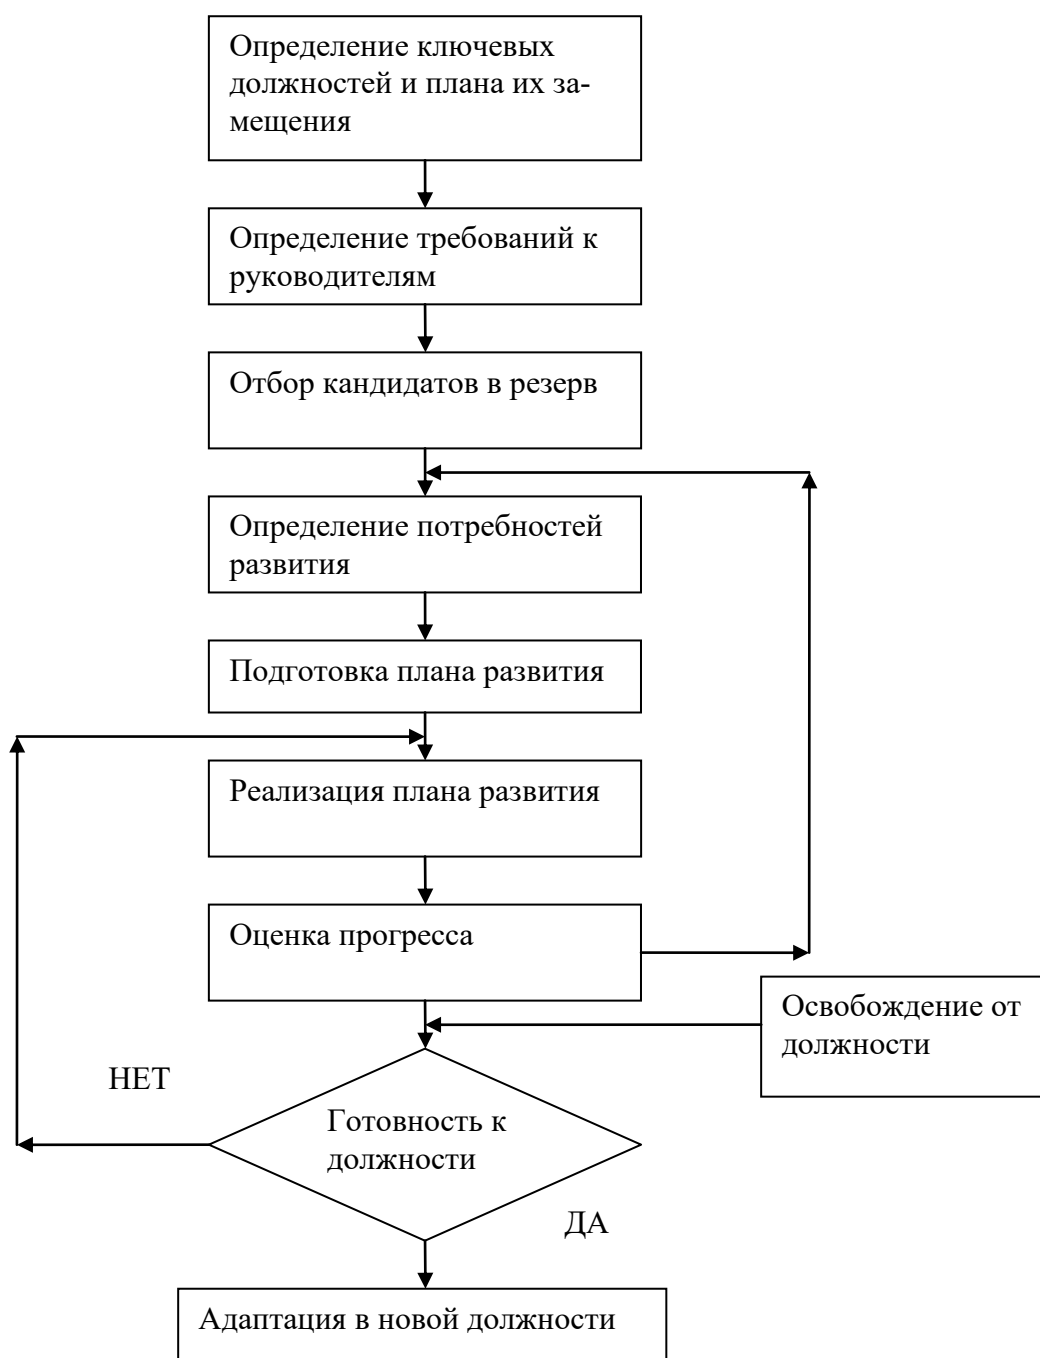 Определение ключевых
должностей и плана их за-
мещения
Определение требований к
руководителям
Отбор кандидатов в резерв
Определение потребностей
развития
Подготовка плана развития
Реализация плана развития
Оценка прогресса
Освобождение от
должности
НЕТ
Готовность к
должности
ДА
Адаптация в новой должности